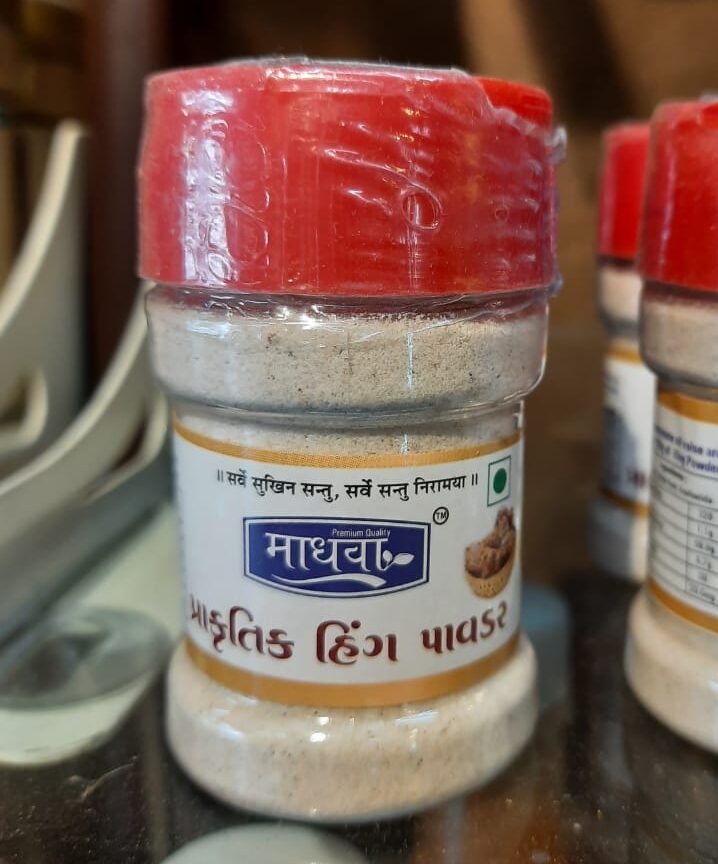 ॥ सर्वे सुखिन सन्तु, सर्वे सन्तु निरामया ॥
TM
Premium Quality
माधवा
પ્રાકૃતિક હિંગ પાવડર